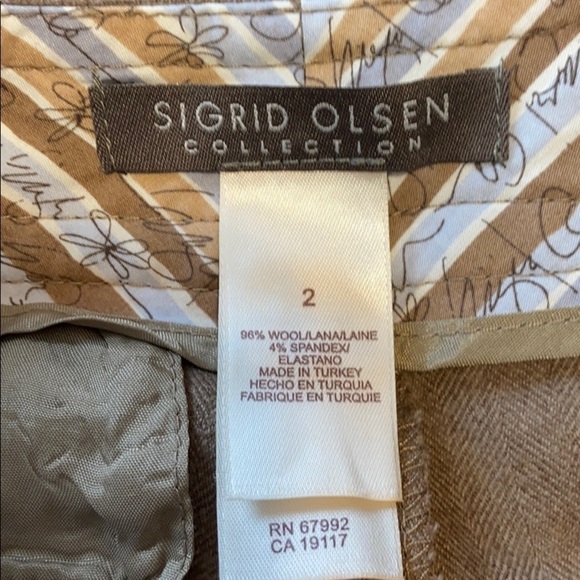 SIGRID OLSEN
COLLECTION
2
96% WOOL/LANA/LAINE
4% SPANDEX/
ELASTANO
MADE IN TURKEY
HECHO EN TURQUIA
FABRIQUE EN TURQUIE
RN 67992
CA 19117